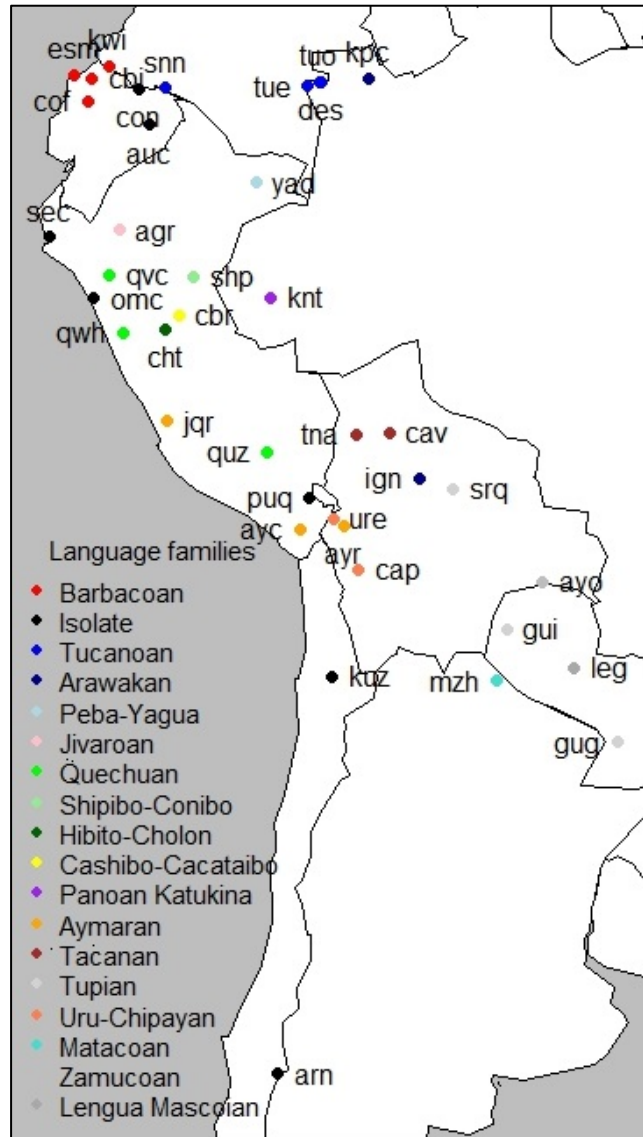 kwi
esm
snn
cbi
tuo
kpc
cof
tue
con
des
auc
yad
sec
agr
qvc
shp
omc
knt
cbr
qwh
cht
jqr
tna
cav
quz
ign
srq
puq
ayc
ure
ayr
cap
ayo
gui
leg
kuz
mzh
gug
arn
Language families
Barbacoan
Isolate
Tucanoan
Arawakan
Peba-Yagua
Jivaroan
Quechuan
Shipibo-Conibo
Hibito-Cholon
Cashibo-Cacataibo
Panoan Katukina
Aymaran
Tacanan
Tupian
Uru-Chipayan
Matacoan
Zamucoan
Lengua Mascoian